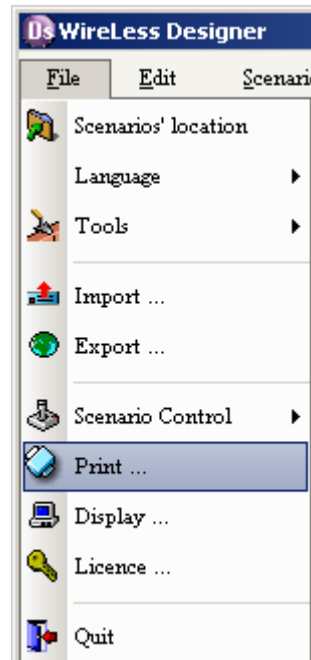 Ds WireLess Designer
File Edit Scenari
Scenarios' location
Language
Tools
Import ...
Export ...
Scenario Control
Print ...
Display ...
Licence ...
Quit